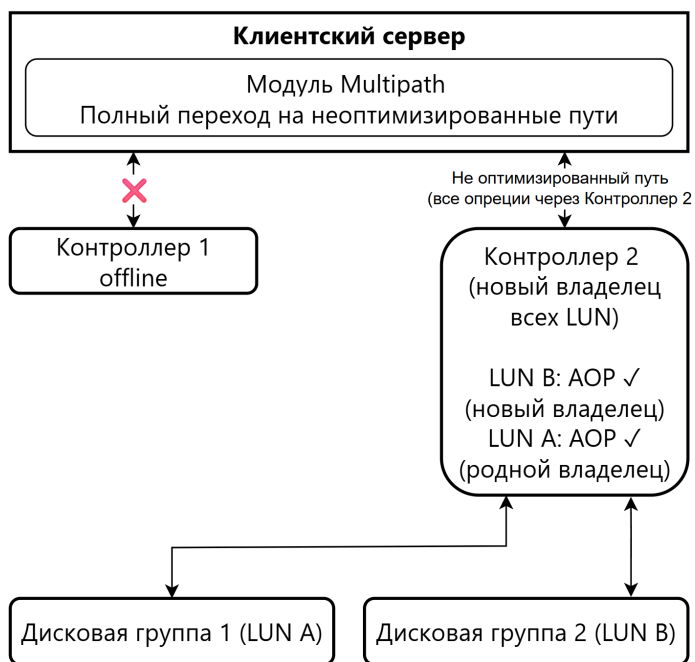 Клиентский сервер
Модуль Multipath
Полный переход на неоптимизированные пути
Не оптимизированный путь
(все опреции через Контроллер 2
Контроллер 1
offline
Контроллер 2
(новый владелец
всех LUN)
LUN B: AOP ✓
(новый владелец)
LUN A: AOP ✓
(родной владелец)
Дисковая группа 1 (LUN A)
Дисковая группа 2 (LUN B)